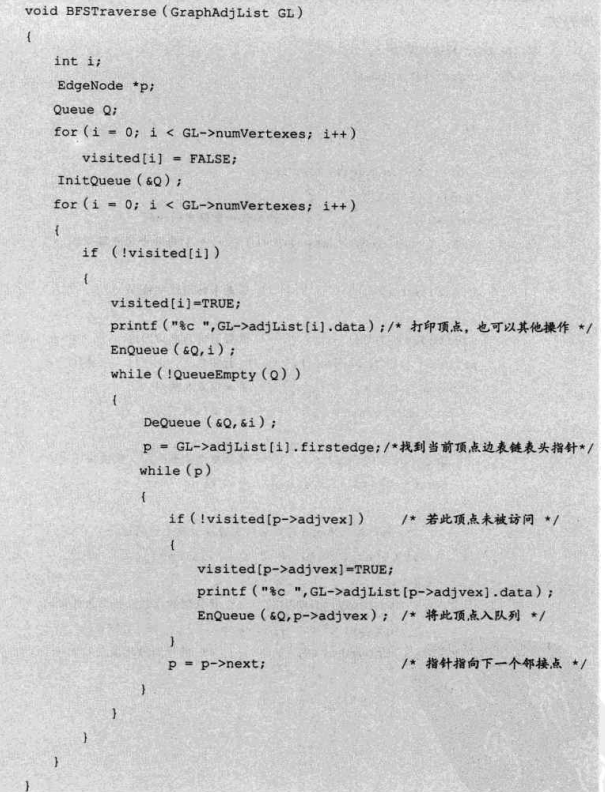 void BFSTraverse(GraphAdjList GL)
{
int i;
EdgeNode *p;
Queue Q;
for(i = 0; i < GL->numVertexes; i++)
visited[i] = FALSE;
InitQueue(&Q);
for(i = 0; i < GL->numVertexes; i++)
{
if (!visited[i])
{
visited[i]=TRUE;
printf("%c ",GL->adjList[i].data);/* 打印顶点，也可以其他操作 */
EnQueue(&Q,i);
while(!QueueEmpty(Q))
{
DeQueue(&Q,&i);
p = GL->adjList[i].firstedge;/*找到当前顶点边表链表头指针*/
while(p)
{
if(!visited[p->adjvex]) /* 若此顶点未被访问 */
{
visited[p->adjvex]=TRUE;
printf("%c ",GL->adjList[p->adjvex].data);
EnQueue(&Q,p->adjvex); /* 将此顶点入队列 */
}
p = p->next; /* 指针指向下一个邻接点 */
}
}
}
}
}